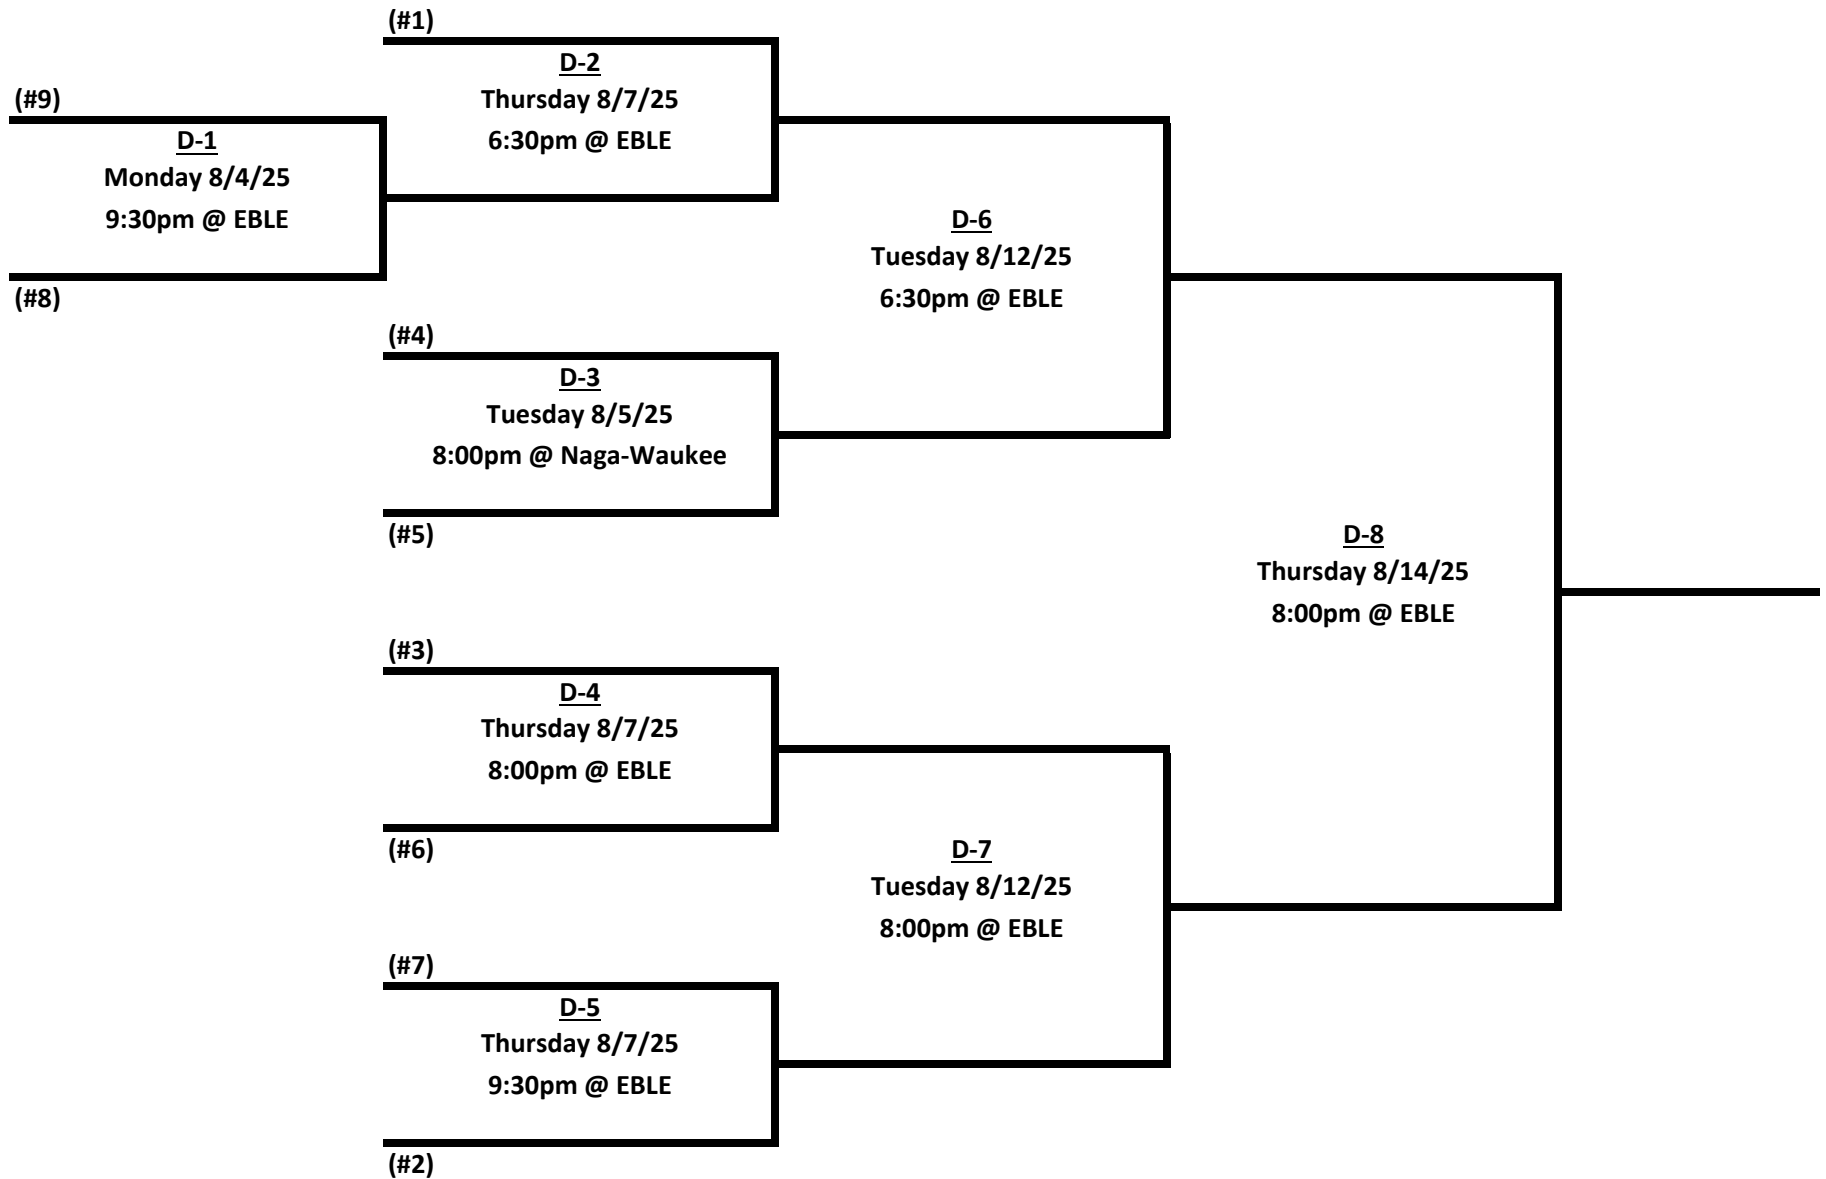 (#1)
D-2
Thursday 8/7/25
6:30pm @ EBLE
(#9)
D-1
Monday 8/4/25
9:30pm @ EBLE
(#8)
D-6
Tuesday 8/12/25
6:30pm @ EBLE
(#4)
D-3
Tuesday 8/5/25
8:00pm @ Naga-Waukee
(#5)
D-8
Thursday 8/14/25
8:00pm @ EBLE
(#3)
D-4
Thursday 8/7/25
8:00pm @ EBLE
(#6)
D-7
Tuesday 8/12/25
8:00pm @ EBLE
(#7)
D-5
Thursday 8/7/25
9:30pm @ EBLE
(#2)